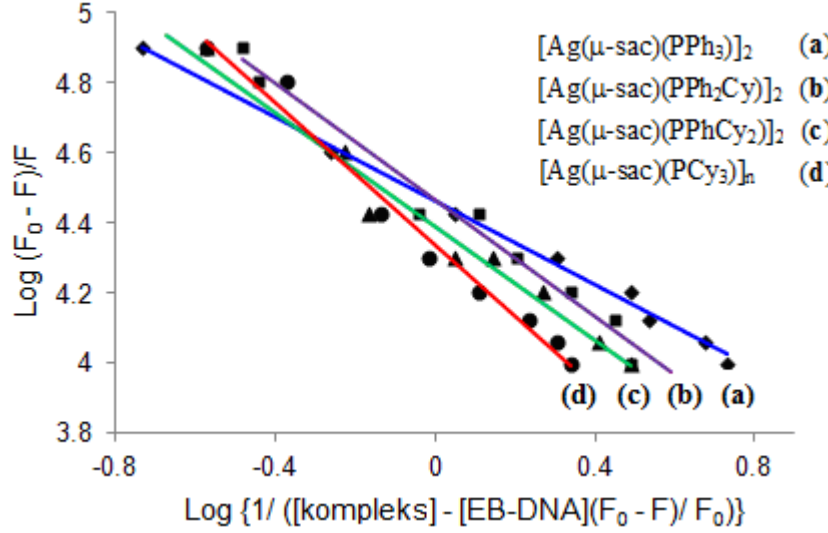 5
4.8
4.6
4.4
4.2
4
3.8
-0.8
-0.4
0
0.4
0.8
Log (F₀ - F)/F
Log {1/ ([kompleks] - [EB-DNA](F₀ - F)/ F₀)}
[Ag(μ-sac)(PPh₃)]₂ (a)
[Ag(μ-sac)(PPh₂Cy)]₂ (b)
[Ag(μ-sac)(PPhCy₂)]₂ (c)
[Ag(μ-sac)(PCy₃)]ₙ (d)
(d) (c) (b) (a)